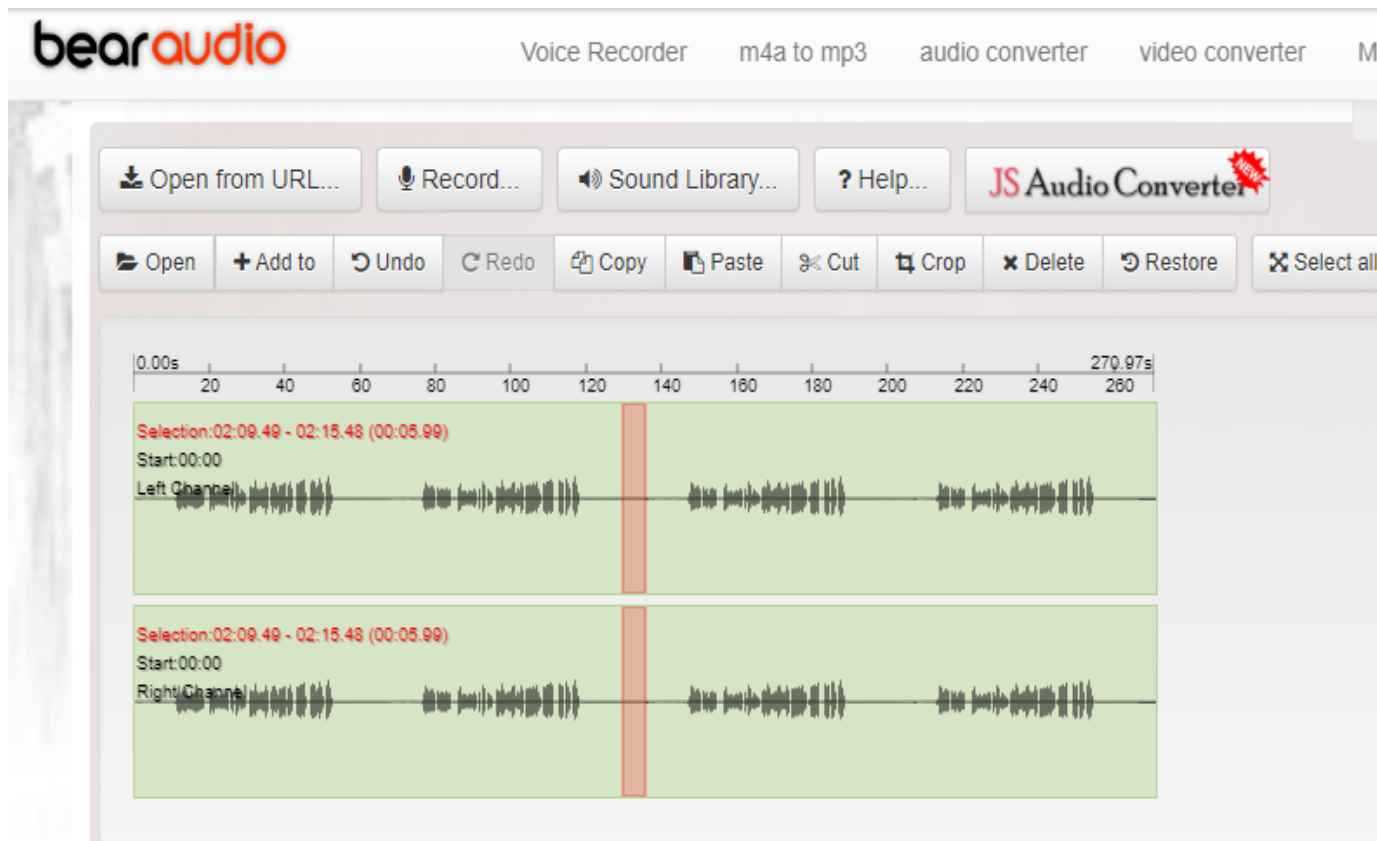 bearaudio
Voice Recorder m4a to mp3 audio converter video converter M
Open from URL... Record... Sound Library... ? Help... JS Audio Converter NEW
Open Add to Undo Redo Copy Paste Cut Crop Delete Restore Select all
0.00s 270.97s
20 40 60 80 100 120 140 160 180 200 220 240 260
Selection:02:09.49 - 02:15.48 (00:05.99)
Start:00:00
Left Channel
Selection:02:09.49 - 02:15.48 (00:05.99)
Start:00:00
Right Channel